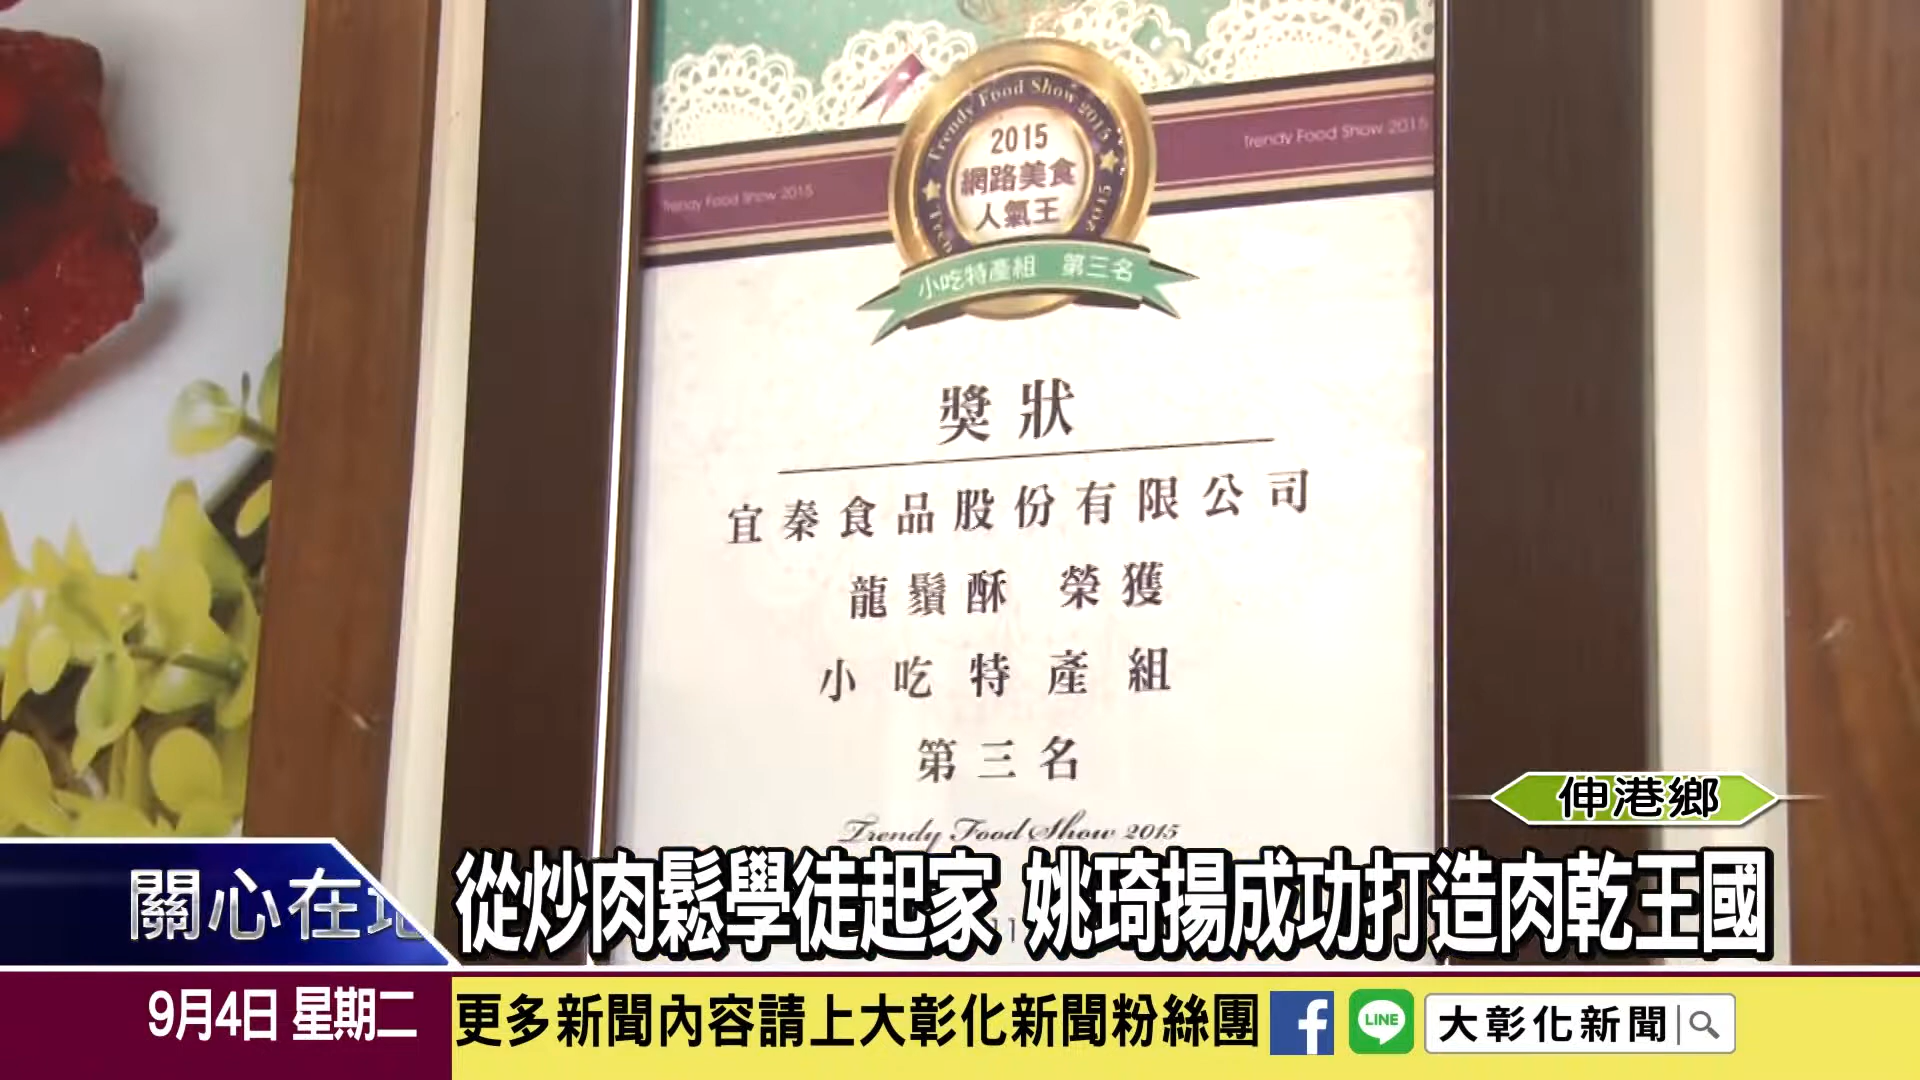 Trendy Food Show 2015
2015
網路美食
人氣王
Trendy Food Show 2015
Trendy Food Show 2015
小吃特產組 第三名
獎狀
宜秦食品股份有限公司
龍鬚酥 榮獲
小吃特產組
第三名
Trendy Food Show 2015
伸港鄉
關心在地
從炒肉鬆學徒起家 姚琦揚成功打造肉乾王國
9月4日 星期二
更多新聞內容請上大彰化新聞粉絲團
LINE
大彰化新聞